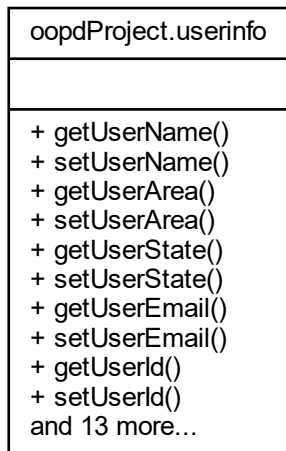 oopdProject.userinfo
+ getUserName()
+ setUserName()
+ getUserArea()
+ setUserArea()
+ getUserState()
+ setUserState()
+ getUserEmail()
+ setUserEmail()
+ getUserId()
+ setUserId()
and 13 more...